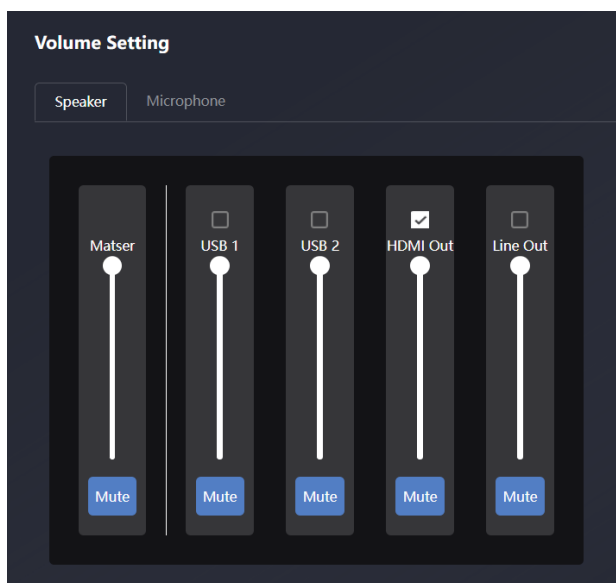 Volume Setting
Speaker Microphone
Matser USB 1 USB 2 HDMI Out Line Out
Mute Mute Mute Mute Mute